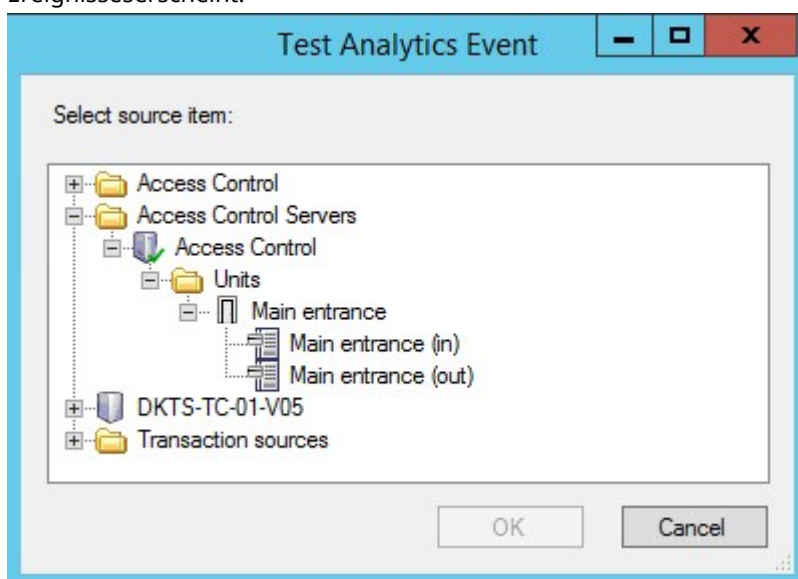 Ereignisseserscheint.
Test Analytics Event
Select source item:
Access Control
Access Control Servers
Access Control
Units
Main entrance
Main entrance (in)
Main entrance (out)
DKTS-TC-01-V05
Transaction sources
OK Cancel